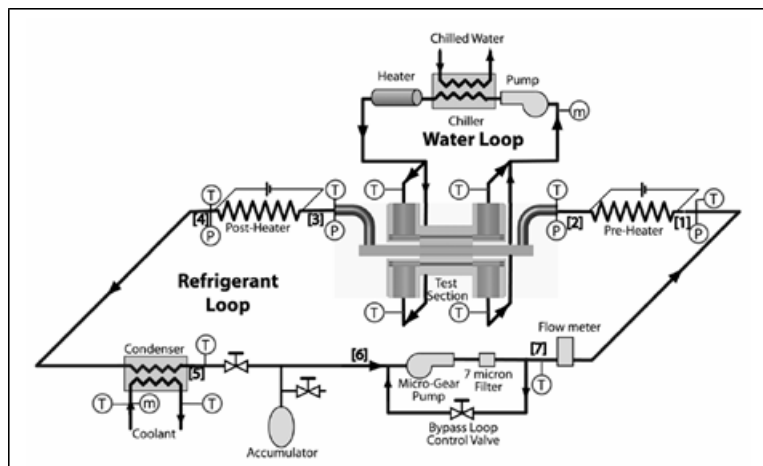 Chilled Water
Heater
Pump
Chiller
m
Water Loop
T
T
T
T
T
T
[4]
[3]
[2]
[1]
P
Post-Heater
P
P
Pre-Heater
P
Refrigerant
Loop
Test
Section
T
T
Flow meter
Condenser
T
[5]
[6]
[7]
Micro-Gear
Pump
7 micron
Filter
T
T
m
T
Coolant
Accumulator
Bypass Loop
Control Valve